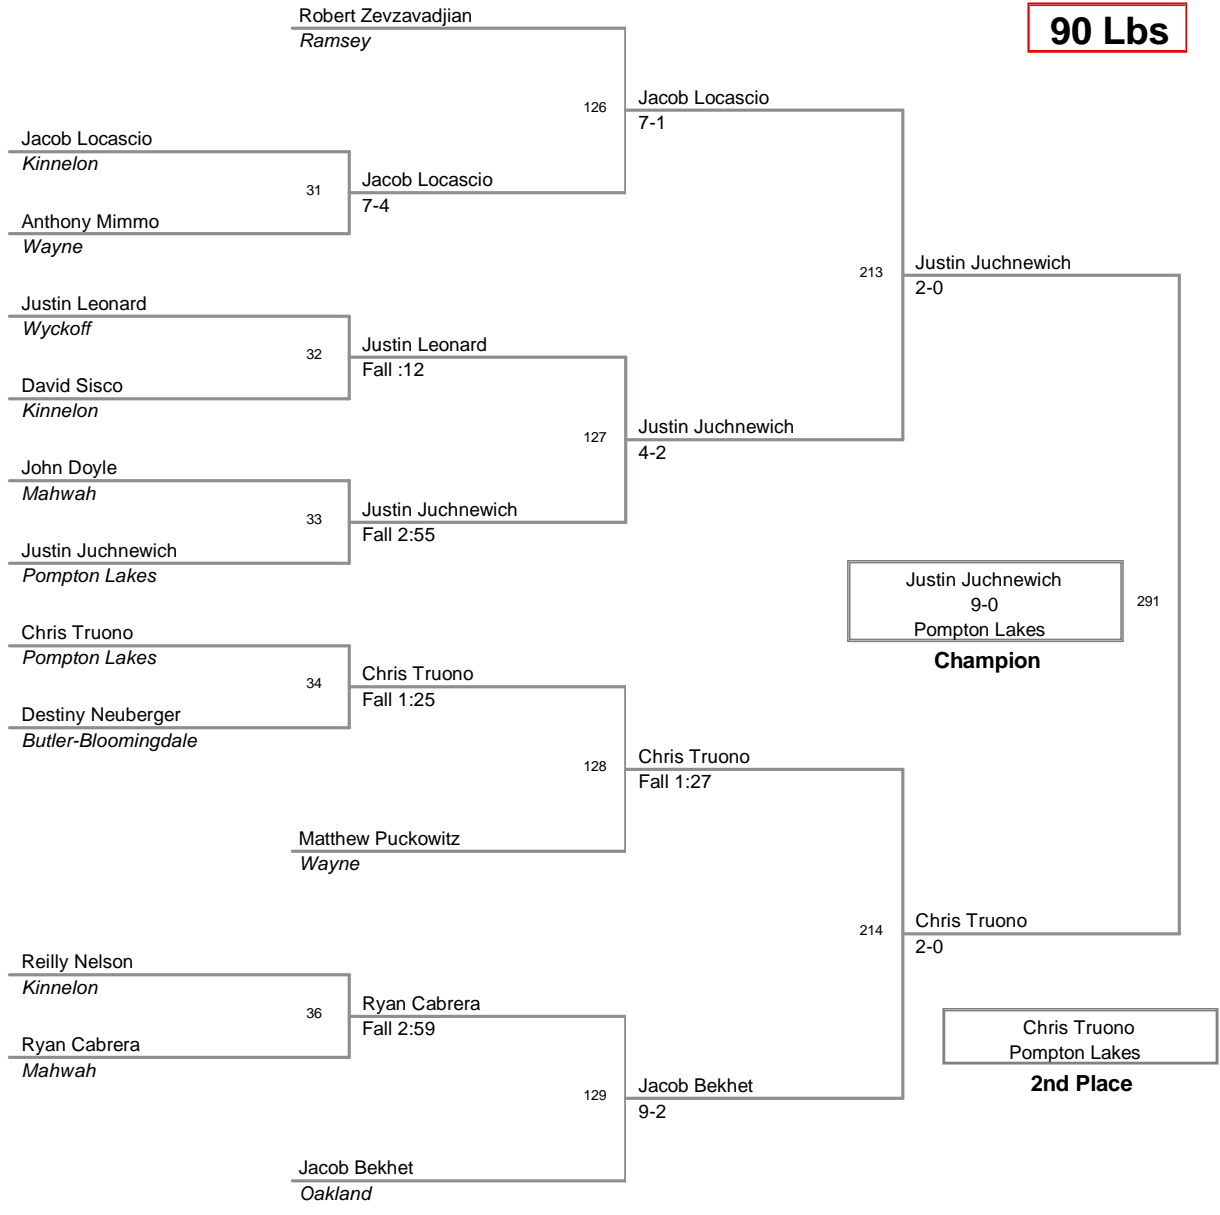 Robert Zevzavadjian
Ramsey
90 Lbs
126
Jacob Locascio
7-1
Jacob Locascio
Kinnelon
31
Jacob Locascio
7-4
Anthony Mimmo
Wayne
213
Justin Juchnewich
2-0
Justin Leonard
Wyckoff
32
Justin Leonard
Fall :12
David Sisco
Kinnelon
127
Justin Juchnewich
4-2
John Doyle
Mahwah
33
Justin Juchnewich
Fall 2:55
Justin Juchnewich
Pompton Lakes
Justin Juchnewich
9-0
Pompton Lakes
291
Champion
Chris Truono
Pompton Lakes
34
Chris Truono
Fall 1:25
Destiny Neuberger
Butler-Bloomingdale
128
Chris Truono
Fall 1:27
Matthew Puckowitz
Wayne
214
Chris Truono
2-0
Reilly Nelson
Kinnelon
36
Ryan Cabrera
Fall 2:59
Ryan Cabrera
Mahwah
Chris Truono
Pompton Lakes
2nd Place
129
Jacob Bekhet
9-2
Jacob Bekhet
Oakland